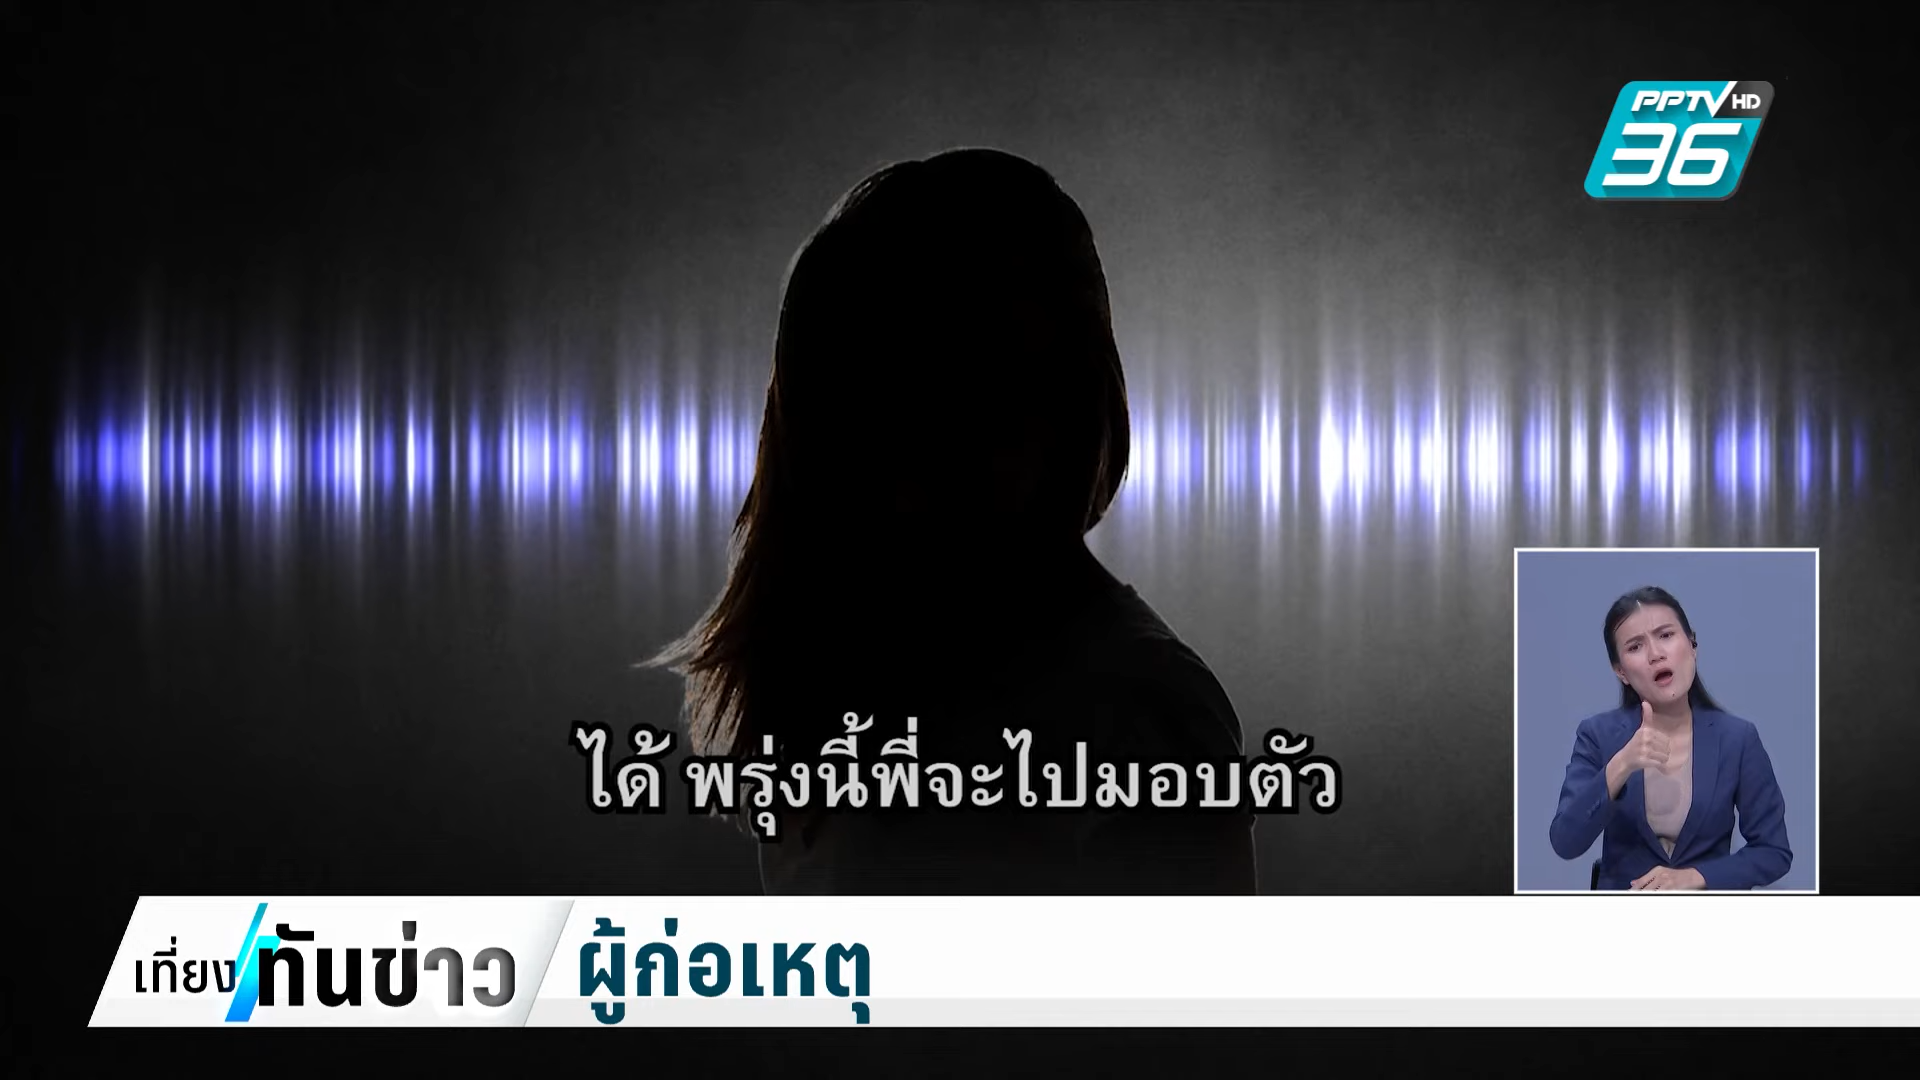 PPTV HD
36
ได้ พรุ่งนี้พี่จะไปมอบตัว
เที่ยง ทันข่าว
ผู้ก่อเหตุ